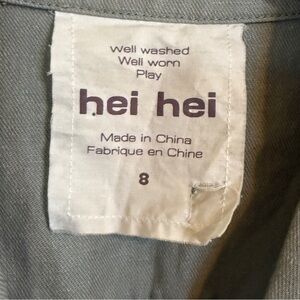 Well washed
Well worn
Play
hei hei
Made in China
Fabrique en Chine
8